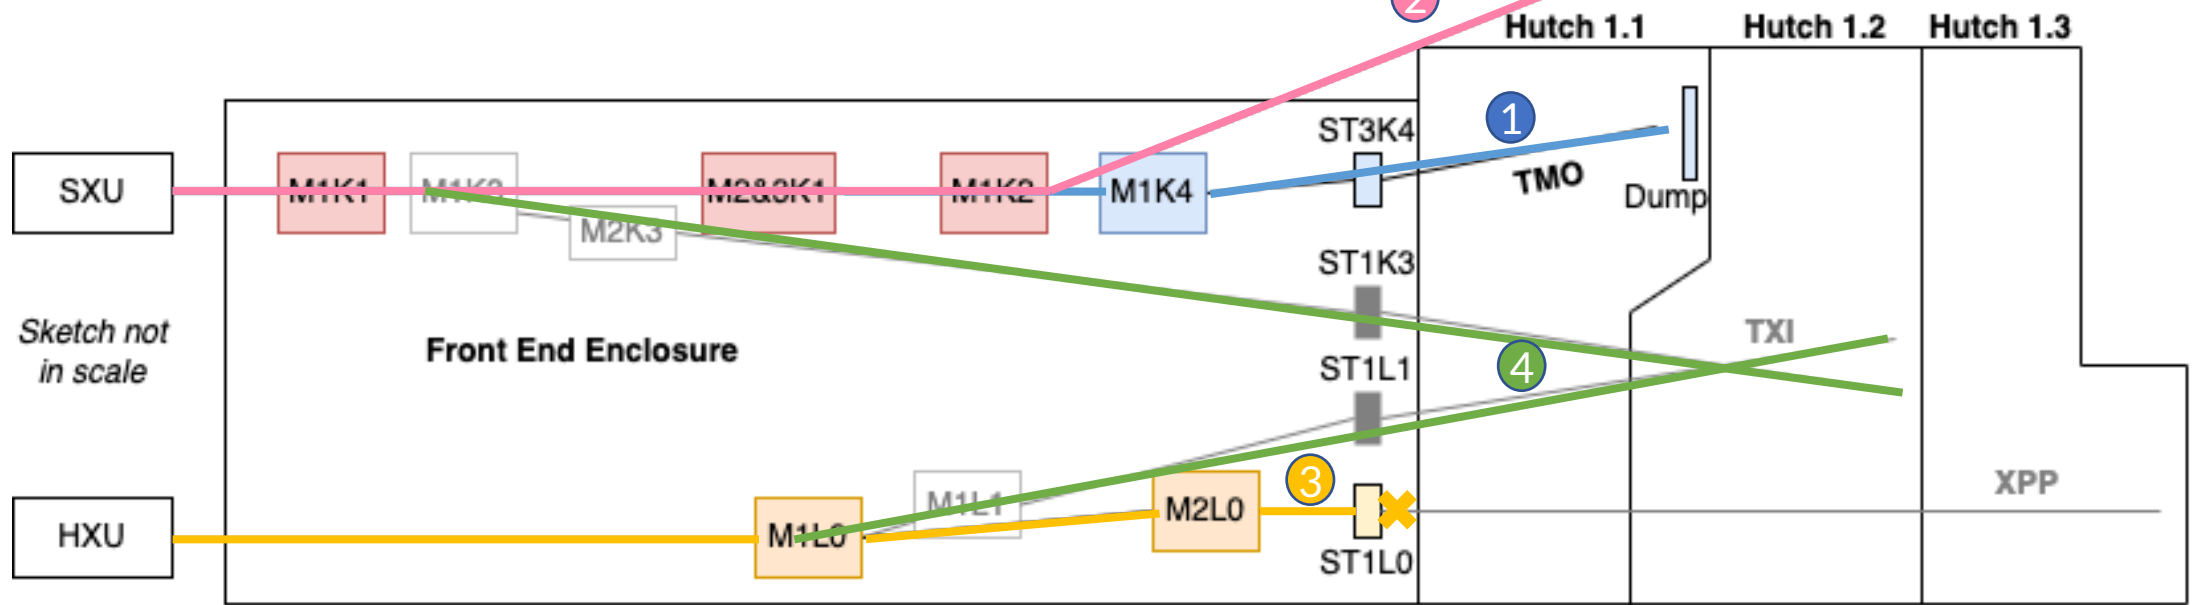 2
Hutch 1.1
Hutch 1.2
Hutch 1.3
1
ST3K4
SXU
M1K1
M1K3
M2&3K1
M1K2
M1K4
TMO
Dump
M2K3
ST1K3
Sketch not
in scale
Front End Enclosure
TXI
ST1L1
4
3
XPP
M1L1
M2L0
HXU
M1L0
ST1L0